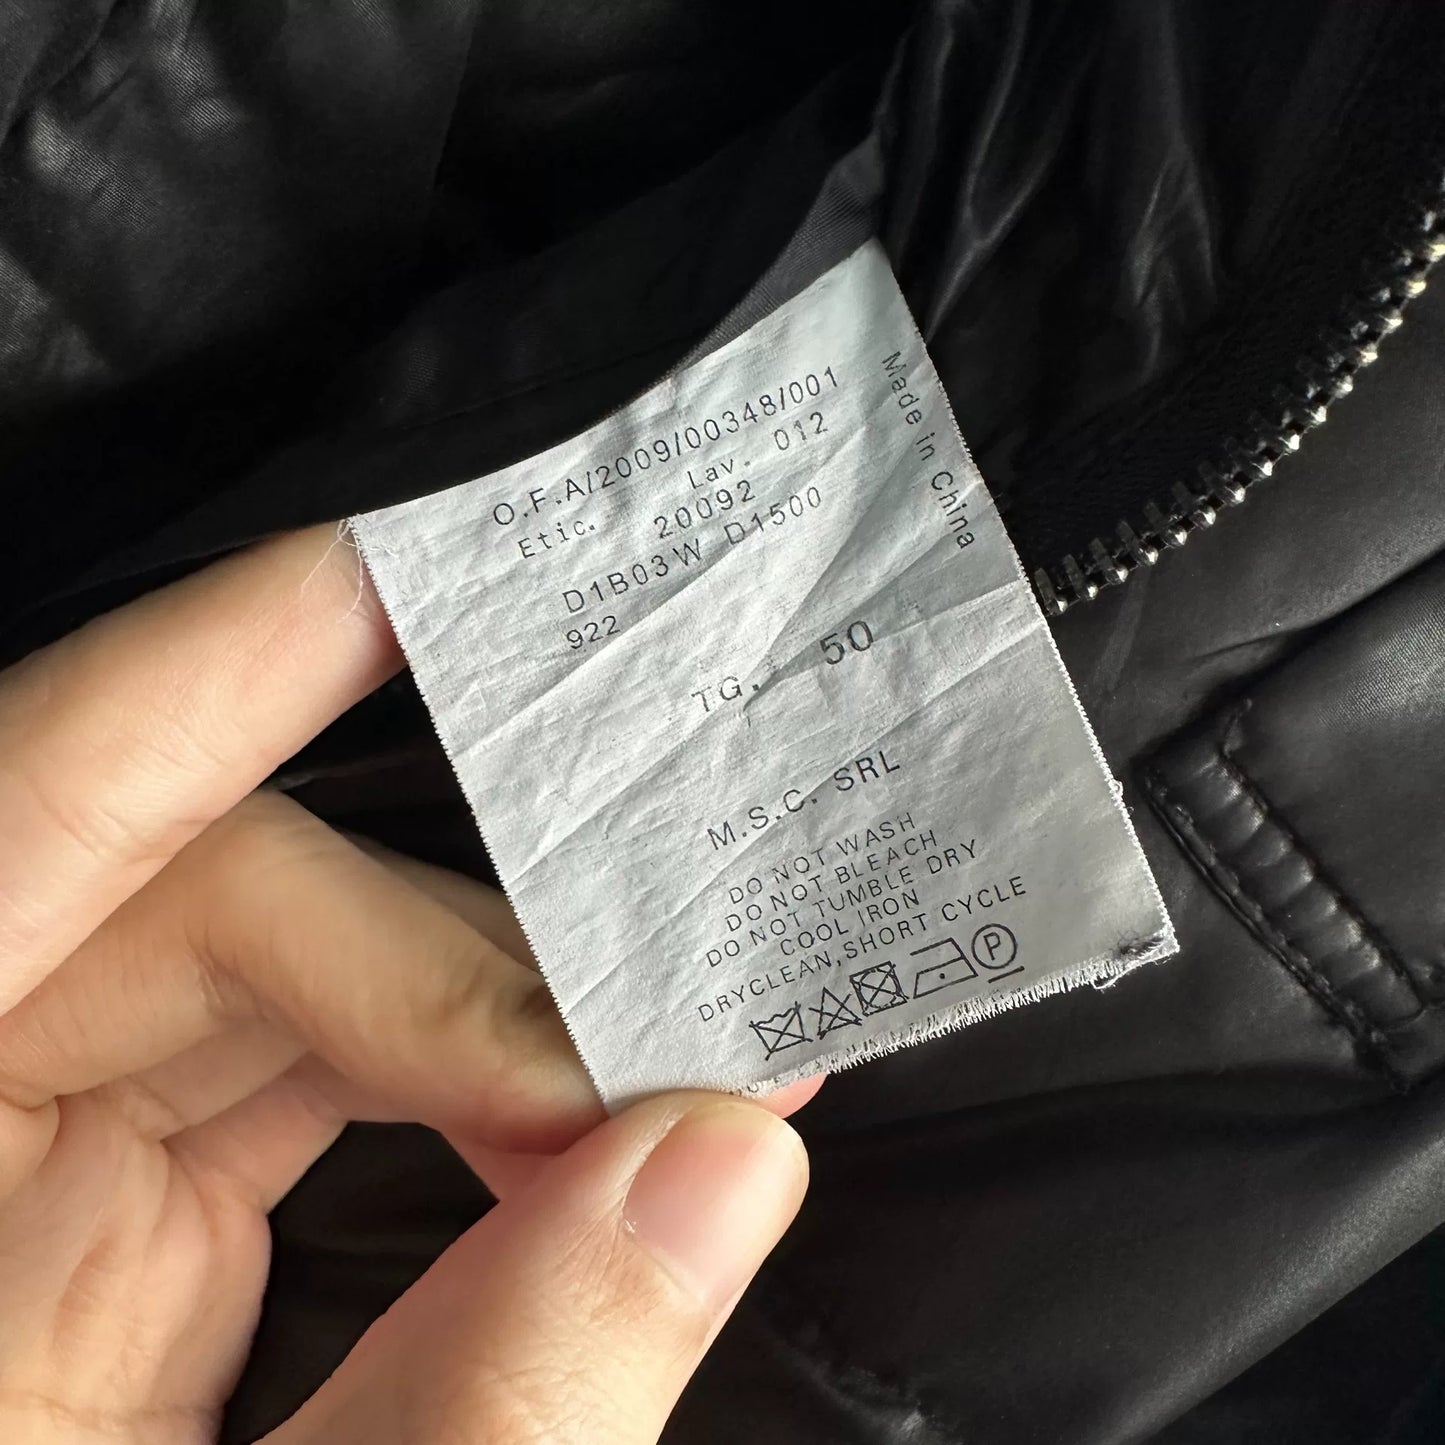 O.F.A/2009/00348/001
Lav. 012
Etic. 20092
D1B03W D1500
922
TG. 50
M.S.C. SRL
DO NOT WASH
DO NOT BLEACH
DO NOT TUMBLE DRY
COOL IRON
DRYCLEAN,SHORT CYCLE
P
Made in China